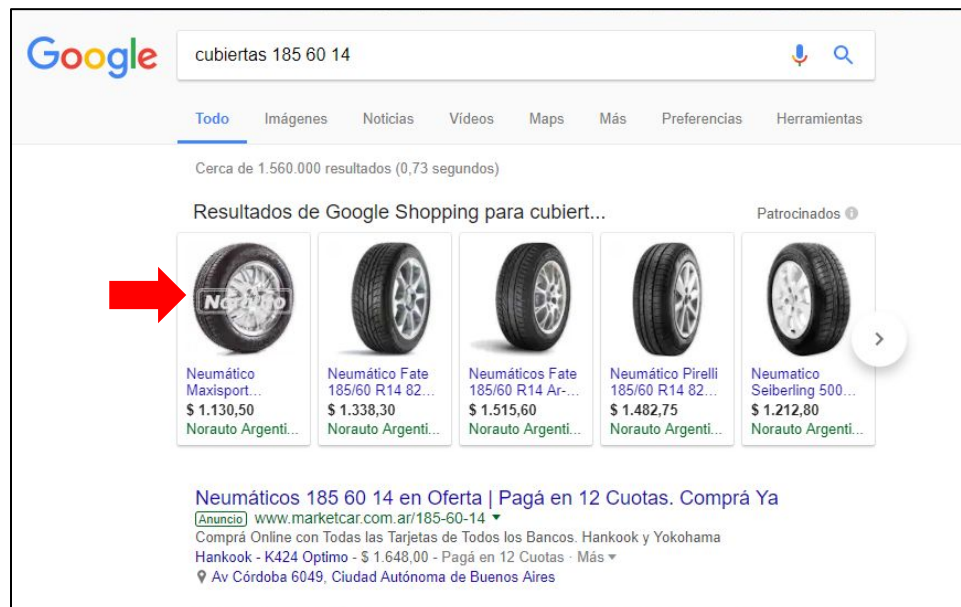 Google
cubiertas 185 60 14
Todo Imágenes Noticias Vídeos Maps Más Preferencias Herramientas
Cerca de 1.560.000 resultados (0,73 segundos)
Resultados de Google Shopping para cubiert...
Patrocinados
Norauto
Neumático
Maxisport...
$ 1.130,50
Norauto Argenti...
Neumático Fate
185/60 R14 82...
$ 1.338,30
Norauto Argenti...
Neumáticos Fate
185/60 R14 Ar-...
$ 1.515,60
Norauto Argenti...
Neumático Pirelli
185/60 R14 82...
$ 1.482,75
Norauto Argenti...
Neumatico
Seiberling 500...
$ 1.212,80
Norauto Argenti...
Neumáticos 185 60 14 en Oferta | Pagá en 12 Cuotas. Comprá Ya
Anuncio www.marketcar.com.ar/185-60-14
Comprá Online con Todas las Tarjetas de Todos los Bancos. Hankook y Yokohama
Hankook - K424 Optimo - $ 1.648,00 - Pagá en 12 Cuotas · Más
Av Córdoba 6049, Ciudad Autónoma de Buenos Aires